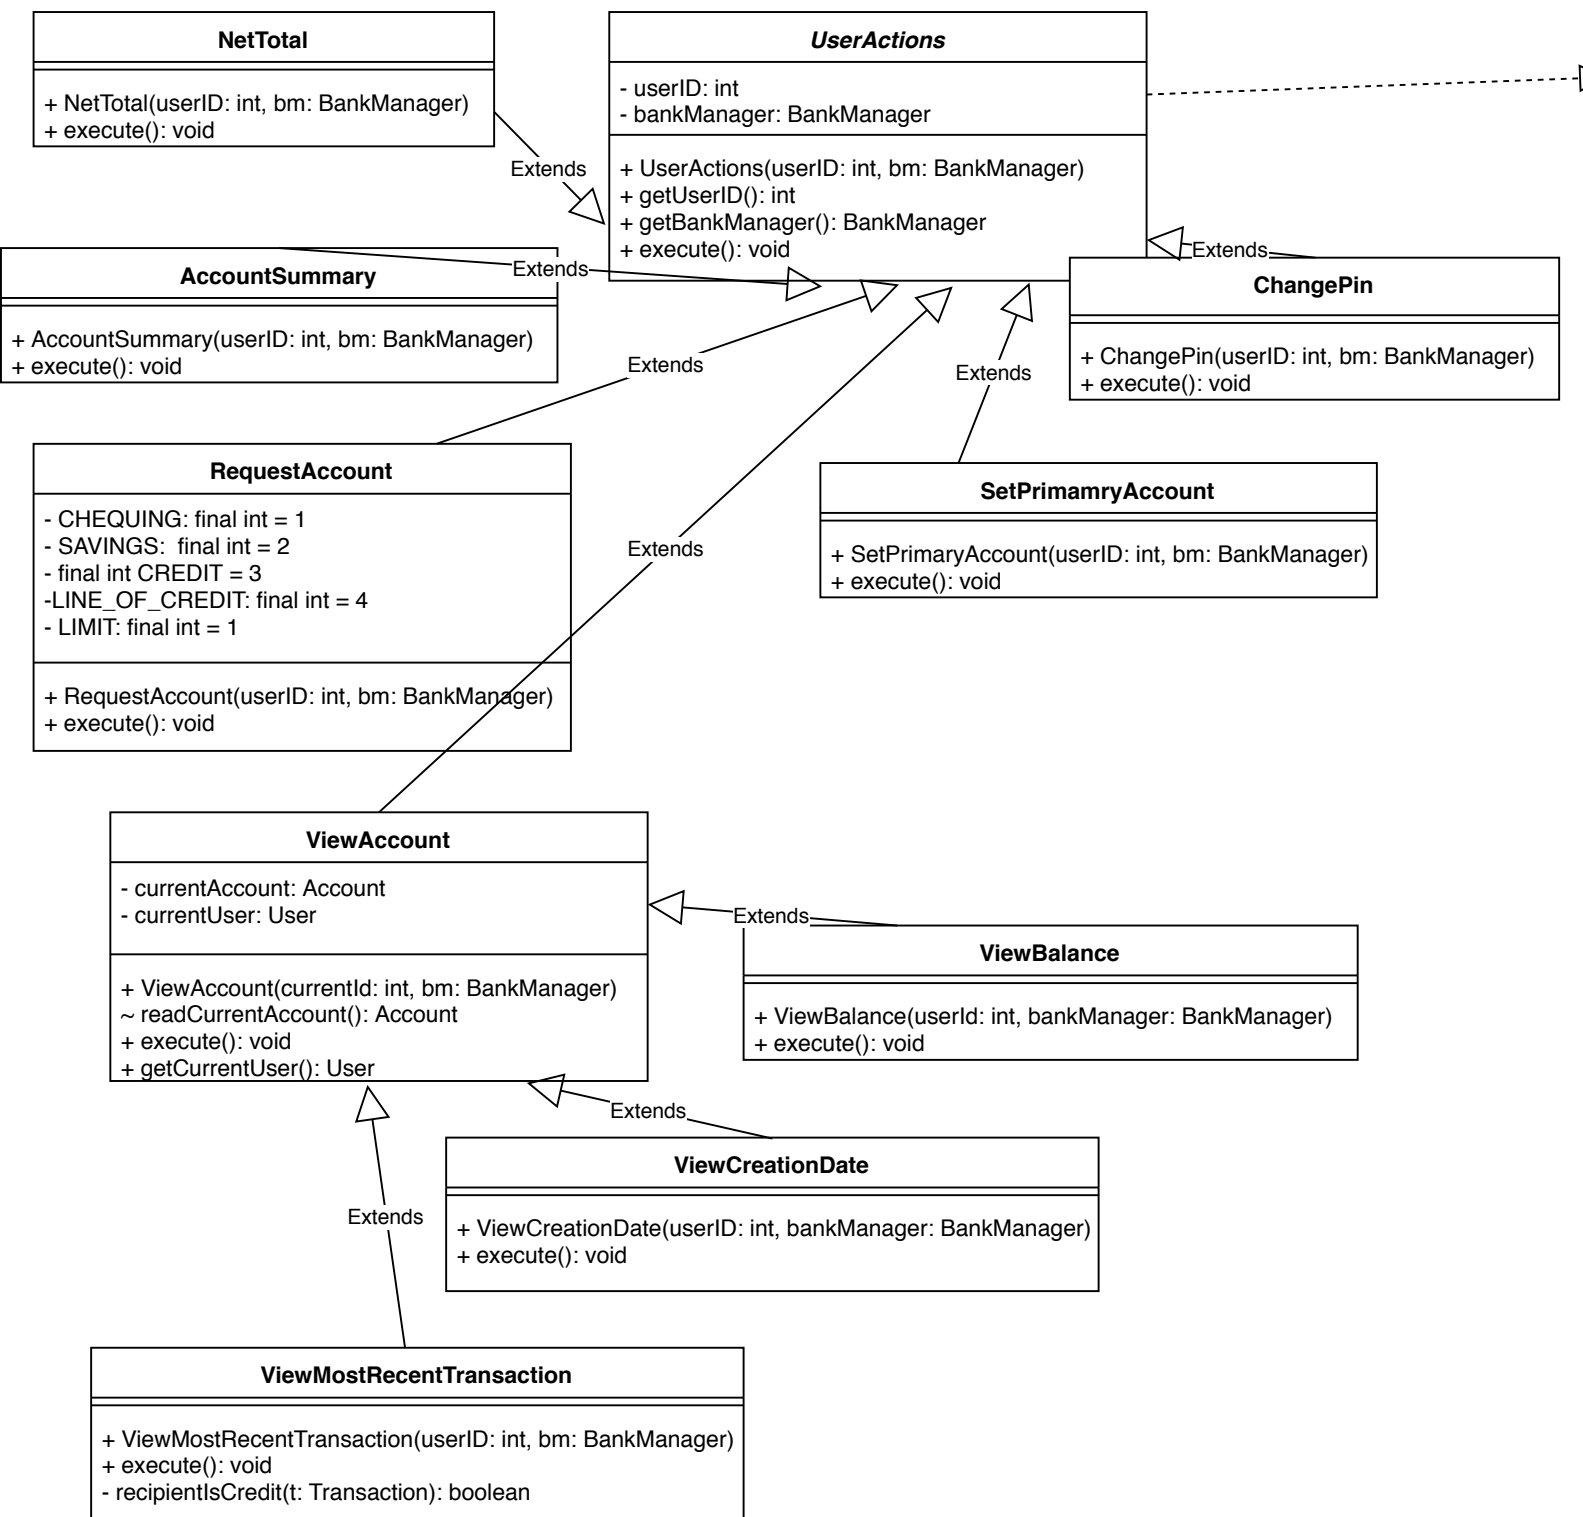 NetTotal
+ NetTotal(userID: int, bm: BankManager)
+ execute(): void
UserActions
- userID: int
- bankManager: BankManager
+ UserActions(userID: int, bm: BankManager)
+ getUserID(): int
+ getBankManager(): BankManager
+ execute(): void
Extends
Extends
Extends
AccountSummary
+ AccountSummary(userID: int, bm: BankManager)
+ execute(): void
ChangePin
+ ChangePin(userID: int, bm: BankManager)
+ execute(): void
Extends
Extends
RequestAccount
- CHEQUING: final int = 1
- SAVINGS:  final int = 2
- final int CREDIT = 3
-LINE_OF_CREDIT: final int = 4
- LIMIT: final int = 1
+ RequestAccount(userID: int, bm: BankManager)
+ execute(): void
SetPrimamryAccount
+ SetPrimaryAccount(userID: int, bm: BankManager)
+ execute(): void
Extends
ViewAccount
- currentAccount: Account
- currentUser: User
+ ViewAccount(currentId: int, bm: BankManager)
~ readCurrentAccount(): Account
+ execute(): void
+ getCurrentUser(): User
Extends
ViewBalance
+ ViewBalance(userId: int, bankManager: BankManager)
+ execute(): void
Extends
ViewCreationDate
+ ViewCreationDate(userID: int, bankManager: BankManager)
+ execute(): void
Extends
ViewMostRecentTransaction
+ ViewMostRecentTransaction(userID: int, bm: BankManager)
+ execute(): void
- recipientIsCredit(t: Transaction): boolean